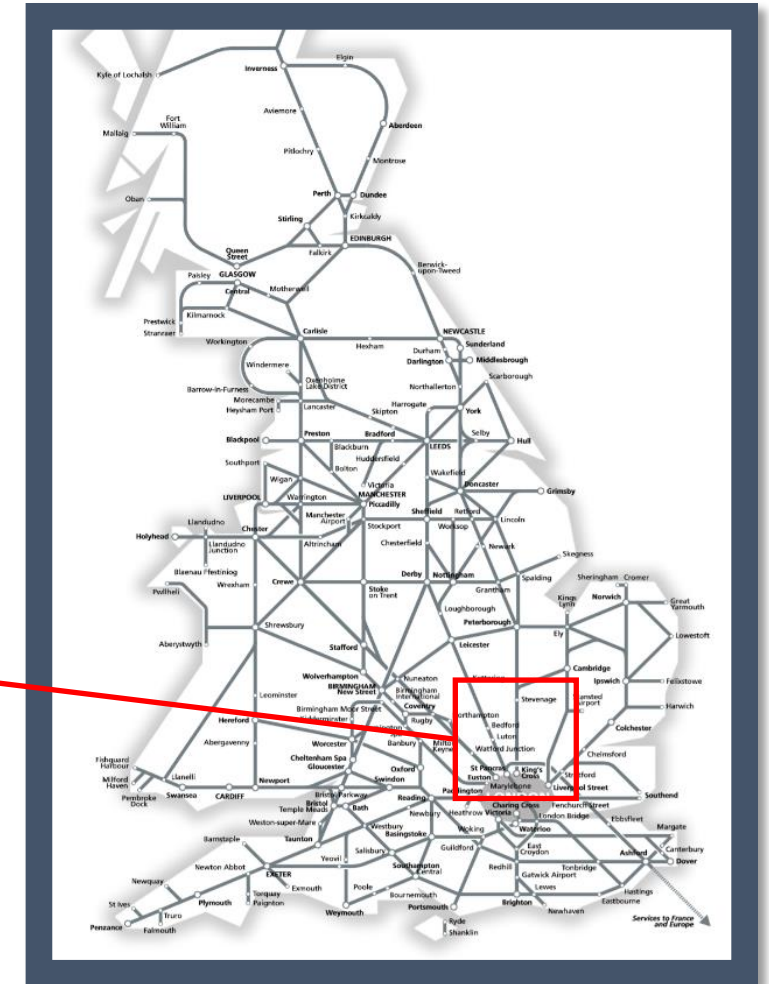 Elgin
Inverness
Kyle of Lochalsh
Aviemore
Fort
William
Mallaig
Aberdeen
Pitlochry
Montrose
Perth
Dundee
Oban
Stirling
Kirkcaldy
EDINBURGH
Queen
Street
Falkirk
Berwick-
upon-Tweed
Paisley
GLASGOW
Central
Motherwell
Prestwick
Kilmarnock
Stranraer
Carlisle
NEWCASTLE
Workington
Hexham
Sunderland
Durham
Darlington
Middlesbrough
Windermere
Scarborough
Oxenholme
Lake District
Barrow-in-Furness
Northallerton
Morecambe
Heysham Port
Lancaster
Harrogate
Skipton
York
Blackpool
Preston
Bradford
Selby
Blackburn
LEEDS
Hull
Southport
Huddersfield
Bolton
Wakefield
Wigan
Victoria
Doncaster
LIVERPOOL
Warrington
MANCHESTER
Piccadilly
Grimsby
Sheffield
Retford
Llandudno
Manchester
Airport
Lincoln
Chester
Stockport
Worksop
Holyhead
Llandudno
Junction
Altrincham
Chesterfield
Newark
Skegness
Blaenau Ffestiniog
Derby
Nottingham
Spalding
Sheringham
Cromer
Wrexham
Crewe
Stoke
on Trent
Grantham
Kings
Lynn
Norwich
Great
Yarmouth
Pwllheli
Loughborough
Peterborough
Shrewsbury
Ely
Lowestoft
Aberystwyth
Stafford
Leicester
Cambridge
Wolverhampton
Nuneaton
Kettering
BIRMINGHAM
New Street
Birmingham
International
Ipswich
Felixstowe
Leominster
Stevenage
Stansted
Airport
Birmingham Moor Street
Coventry
Harwich
Kidderminster
Northampton
Hereford
Rugby
Bedford
Colchester
Worcester
Banbury
Milton
Keynes
Luton
Abergavenny
Watford Junction
Chelmsford
Cheltenham Spa
Oxford
St Pancras
King's
Cross
Stratford
Fishguard
Harbour
Gloucester
Euston
Milford
Haven
Llanelli
Swindon
Marylebone
Newport
Paddington
Liverpool Street
Pembroke
Dock
Swansea
CARDIFF
Bristol Parkway
Reading
Southend
Bristol
Temple Meads
Bath
Charing Cross
Fenchurch Street
Newbury
Heathrow
Victoria
London Bridge
Ebbsfleet
Weston-super-Mare
Westbury
Waterloo
Margate
Basingstoke
Woking
Barnstaple
Taunton
Salisbury
Guildford
East
Croydon
Canterbury
Yeovil
Ashford
Dover
Newton Abbot
EXETER
Southampton
Central
Redhill
Tonbridge
Gatwick Airport
Newquay
Exmouth
Poole
Lewes
Hastings
Torquay
Paignton
Bournemouth
Eastbourne
St Ives
Plymouth
Portsmouth
Brighton
Newhaven
Truro
Weymouth
Ryde
Services to France
and Europe
Penzance
Falmouth
Shanklin